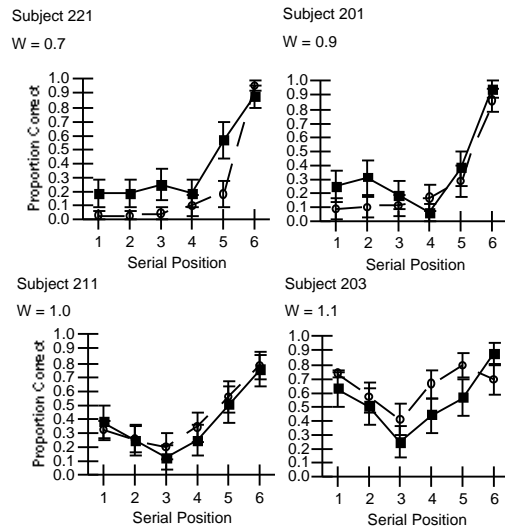 Subject 221
W = 0.7
Proportion Correct
1.0
0.9
0.8
0.7
0.6
0.5
0.4
0.3
0.2
0.1
0.0
1 2 3 4 5 6
Serial Position
Subject 201
W = 0.9
1.0
0.9
0.8
0.7
0.6
0.5
0.4
0.3
0.2
0.1
0.0
1 2 3 4 5 6
Serial Position
Subject 211
W = 1.0
Proportion Correct
1.0
0.9
0.8
0.7
0.6
0.5
0.4
0.3
0.2
0.1
0.0
1 2 3 4 5 6
Serial Position
Subject 203
W = 1.1
1.0
0.9
0.8
0.7
0.6
0.5
0.4
0.3
0.2
0.1
0.0
1 2 3 4 5 6
Serial Position